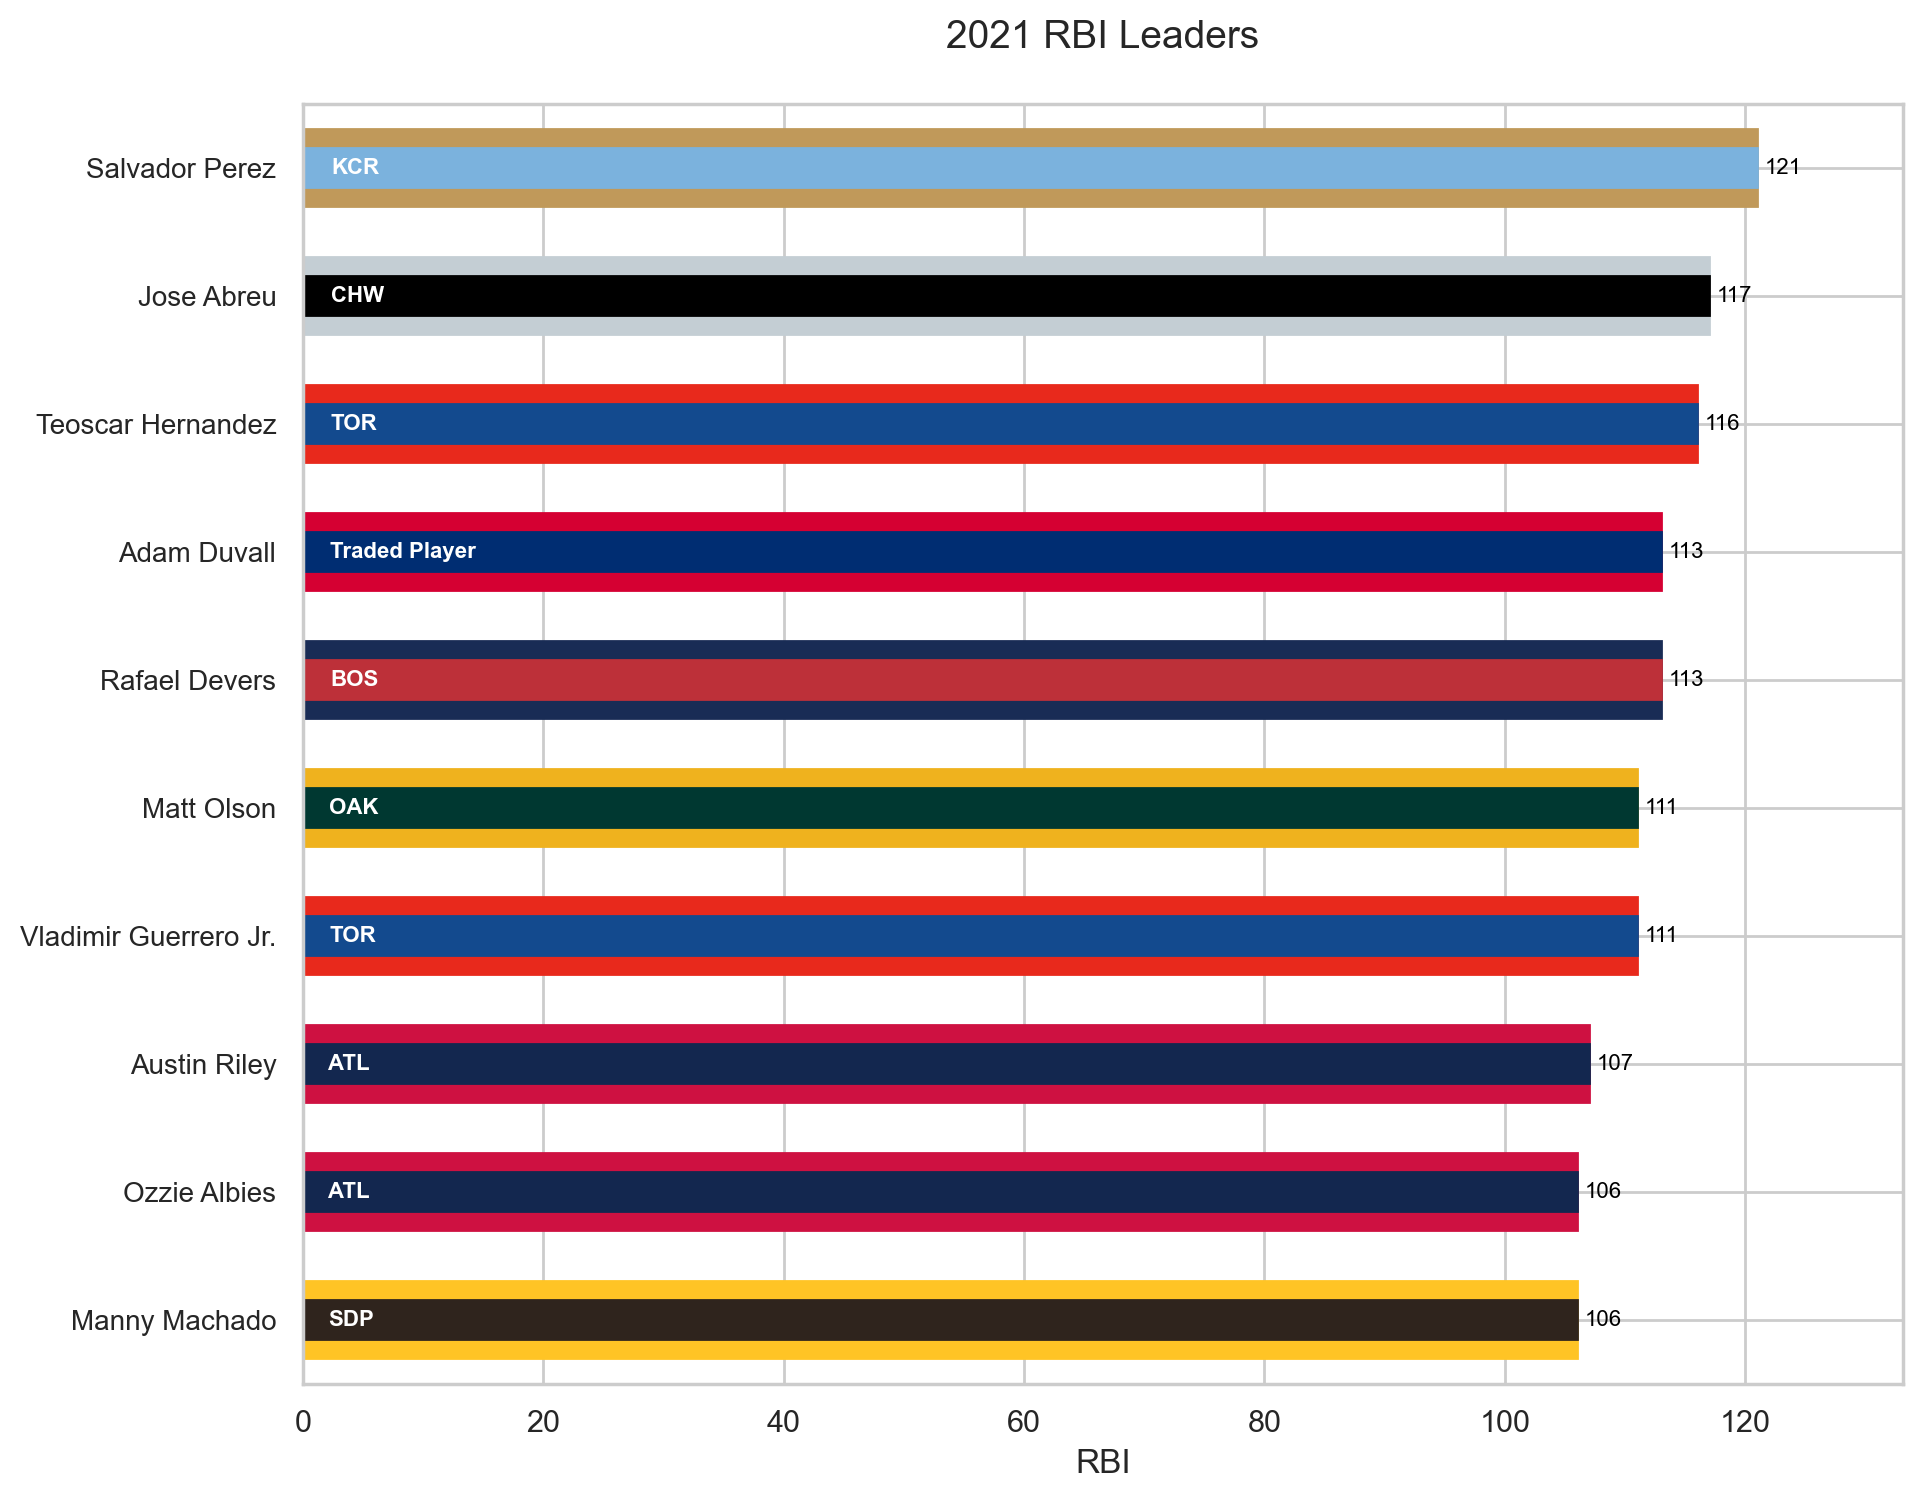 2021 RBI Leaders
Salvador Perez KCR 121
Jose Abreu CHW 117
Teoscar Hernandez TOR 116
Adam Duvall Traded Player 113
Rafael Devers BOS 113
Matt Olson OAK 111
Vladimir Guerrero Jr. TOR 111
Austin Riley ATL 107
Ozzie Albies ATL 106
Manny Machado SDP 106
0 20 40 60 80 100 120
RBI